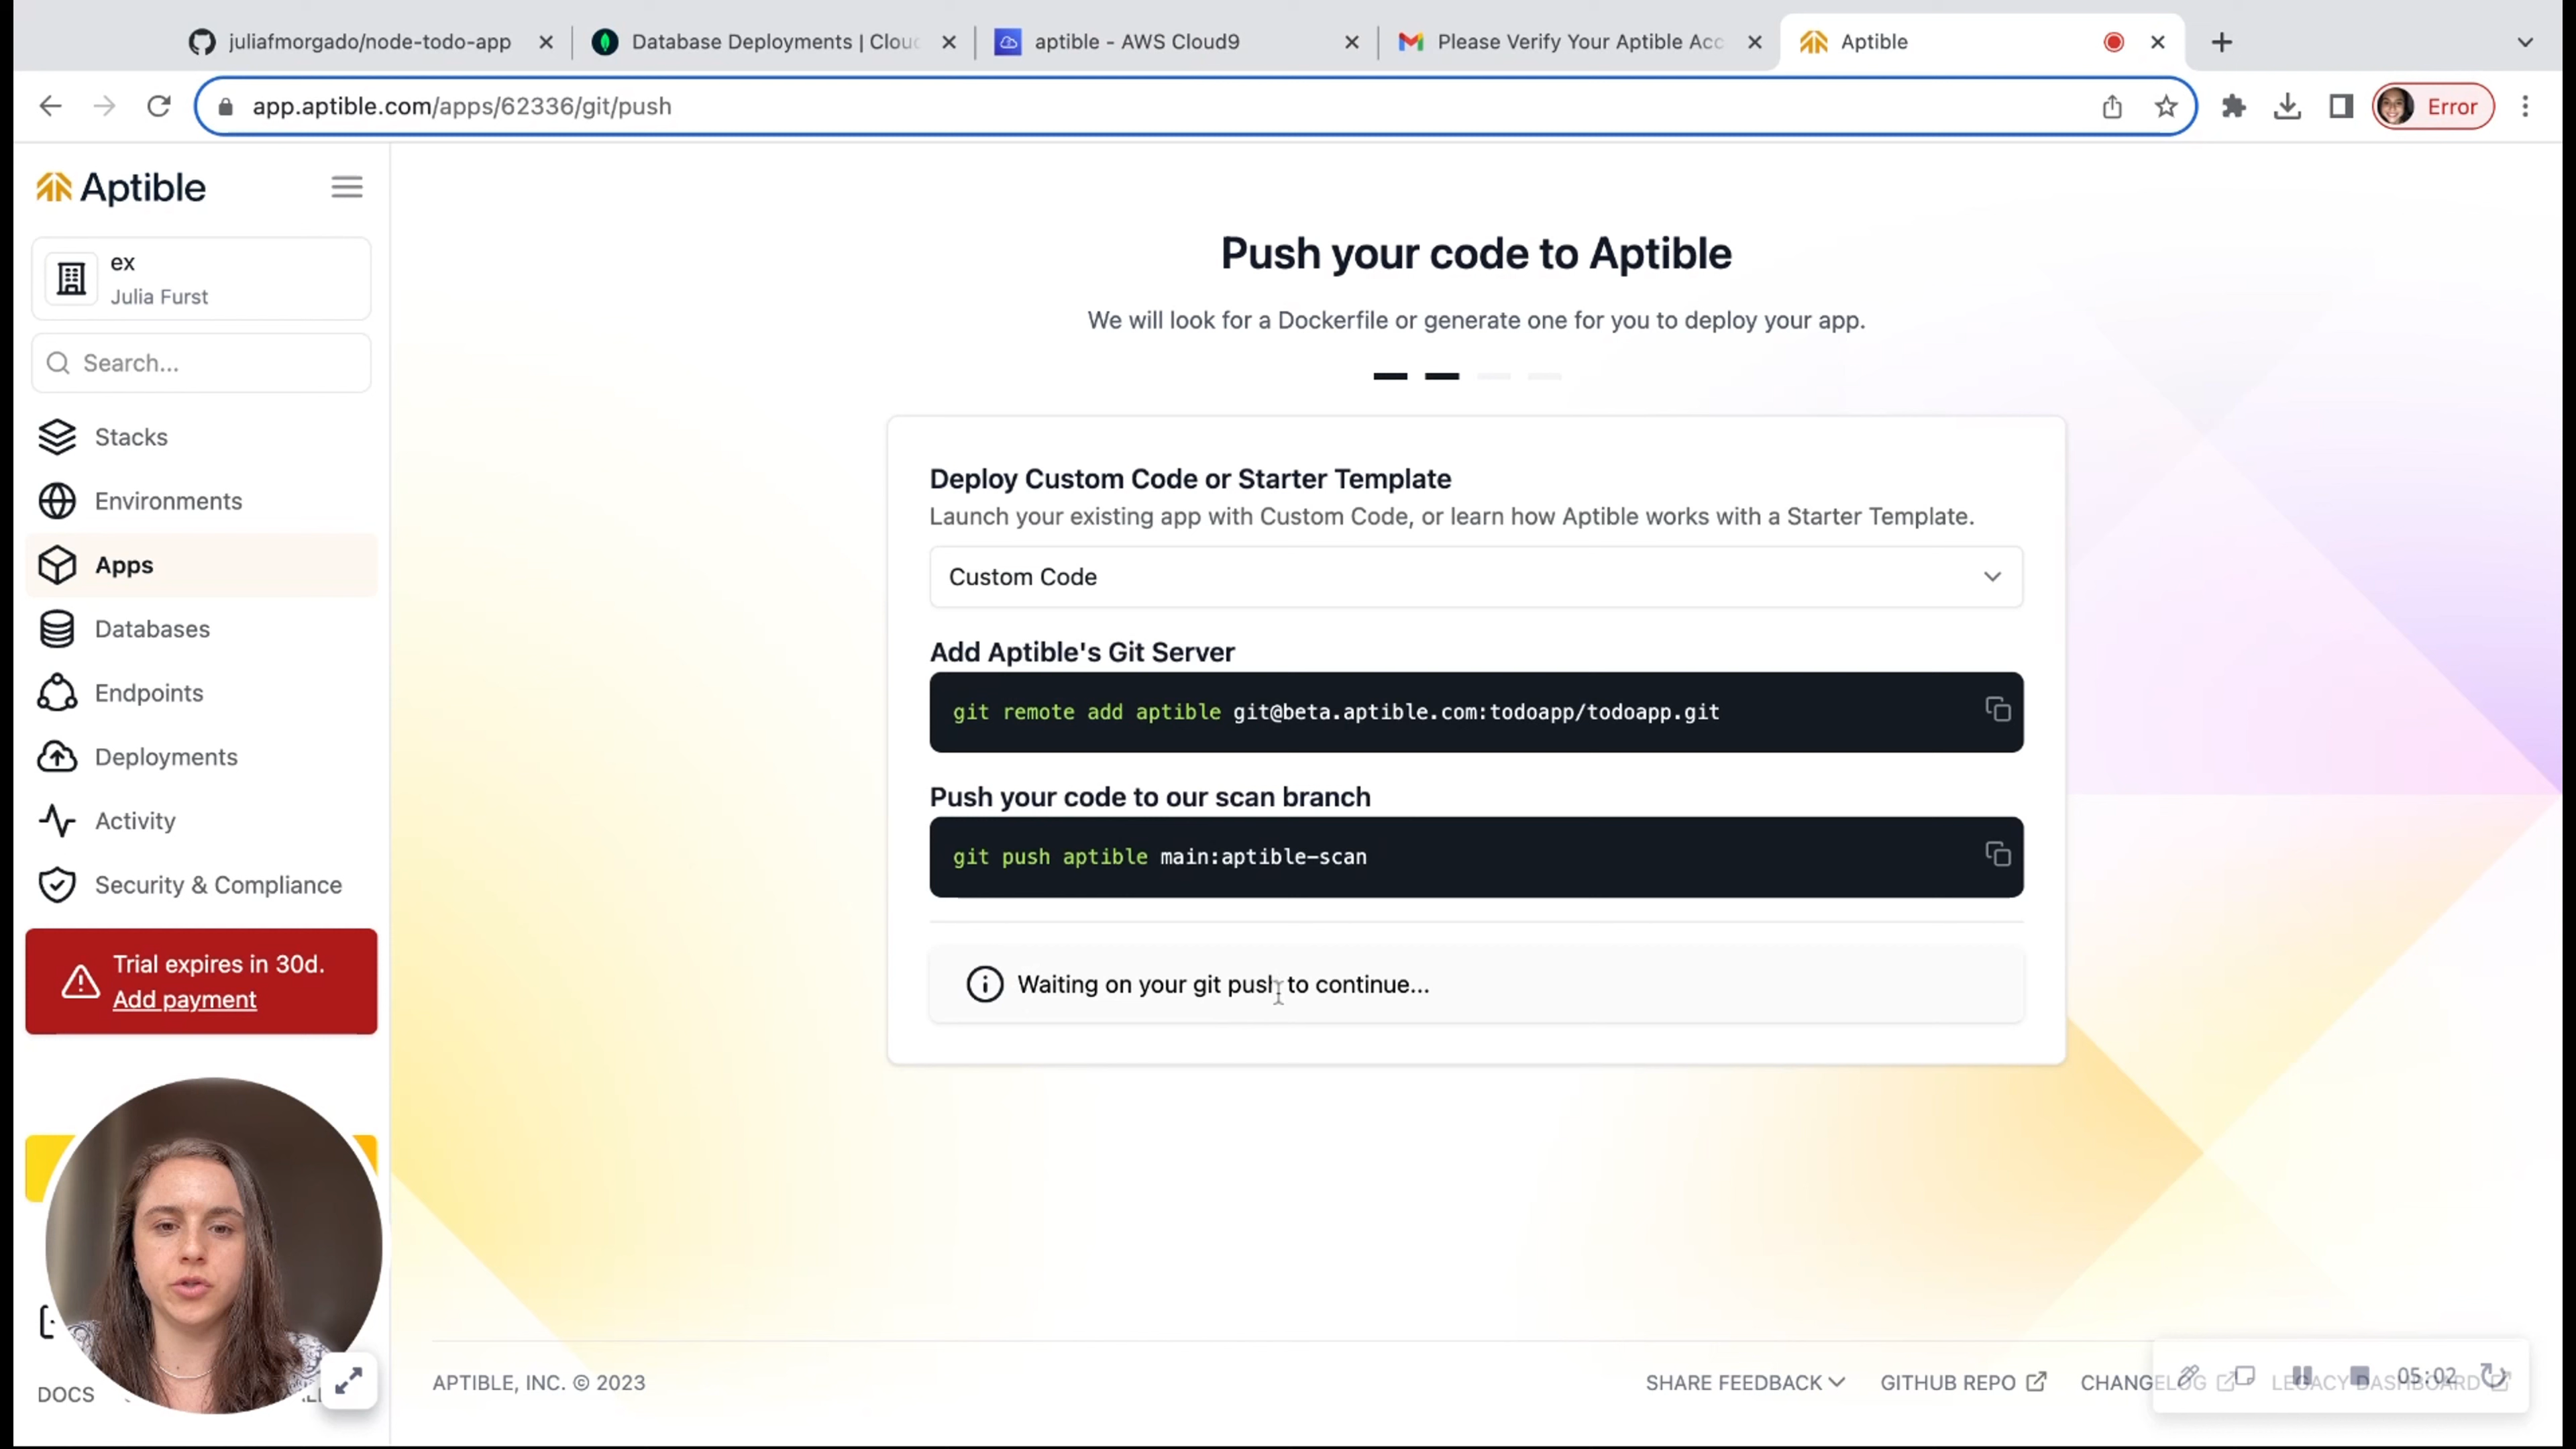 juliafmorgado/node-todo-app
Database Deployments | Clou
aptible - AWS Cloud9
Please Verify Your Aptible Acc
Aptible
app.aptible.com/apps/62336/git/push
Error
Aptible
ex
Julia Furst
Search...
Stacks
Environments
Apps
Databases
Endpoints
Deployments
Activity
Security & Compliance
Trial expires in 30d.
Add payment
DOCS
Push your code to Aptible
We will look for a Dockerfile or generate one for you to deploy your app.
Deploy Custom Code or Starter Template
Launch your existing app with Custom Code, or learn how Aptible works with a Starter Template.
Custom Code
Add Aptible's Git Server
git remote add aptible git@beta.aptible.com:todoapp/todoapp.git
Push your code to our scan branch
git push aptible main:aptible-scan
Waiting on your git push to continue...
APTIBLE, INC. © 2023
SHARE FEEDBACK
GITHUB REPO
CHANGELOG
LEGACY DASHBOARD
05:02